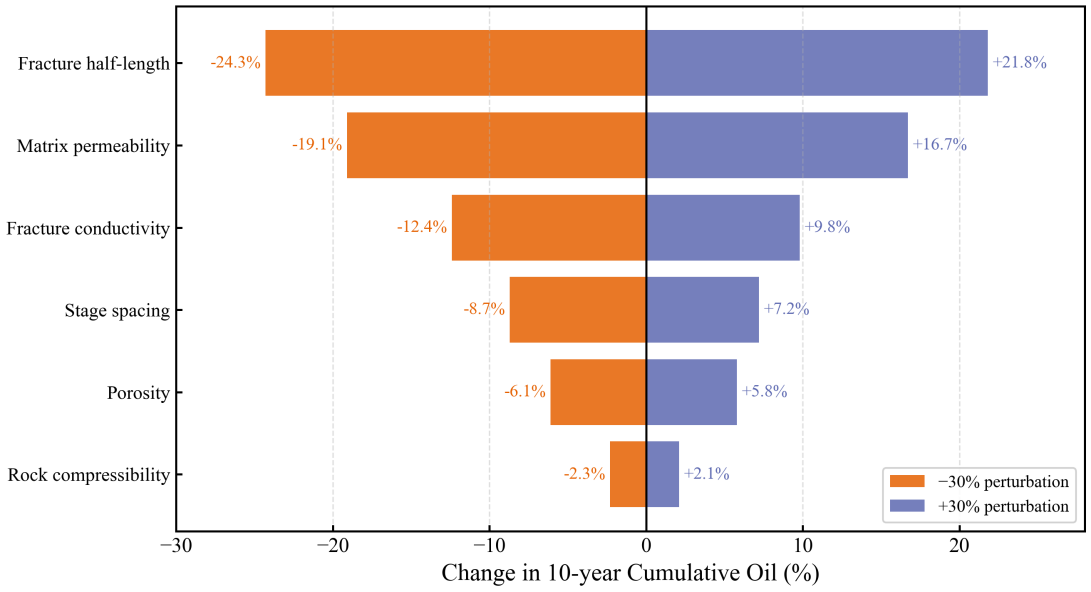 Fracture half-length
-24.3%
+21.8%
Matrix permeability
-19.1%
+16.7%
Fracture conductivity
-12.4%
+9.8%
Stage spacing
-8.7%
+7.2%
Porosity
-6.1%
+5.8%
Rock compressibility
-2.3%
+2.1%
−30% perturbation
+30% perturbation
−30
−20
−10
0
10
20
Change in 10-year Cumulative Oil (%)